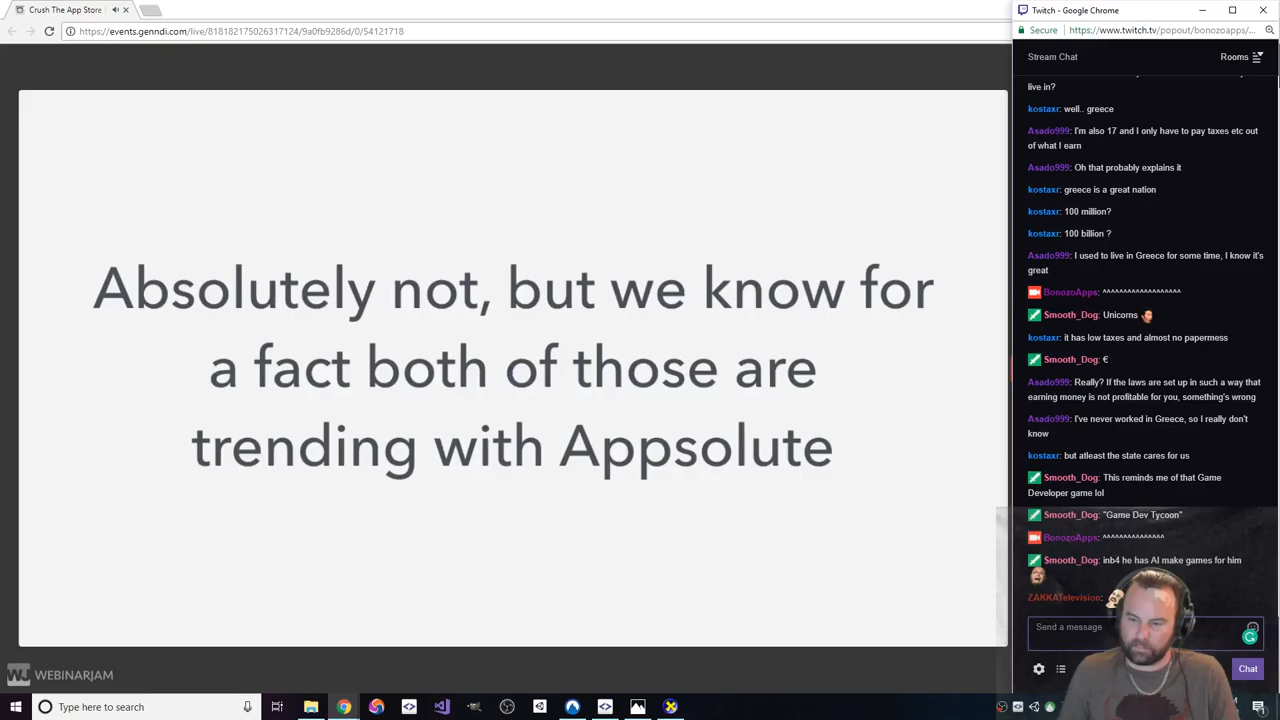 Crush The App Store
https://events.genndi.com/live/818182175026317124/9a0fb9286d/0/54121718
Absolutely not, but we know for
a fact both of those are
trending with Appsolute
WJ WEBINARJAM
Type here to search
Twitch - Google Chrome
Secure https://www.twitch.tv/popout/bonozoapps/...
Stream Chat
Rooms
live in?
kostaxr: well.. greece
Asado999: I'm also 17 and I only have to pay taxes etc out
of what I earn
Asado999: Oh that probably explains it
kostaxr: greece is a great nation
kostaxr: 100 million?
kostaxr: 100 billion ?
Asado999: I used to live in Greece for some time, I know it's
great
BonozoApps: ^^^^^^^^^^^^^^^^^^^
Smooth_Dog: Unicorns
kostaxr: it has low taxes and almost no papermess
Smooth_Dog: €
Asado999: Really? If the laws are set up in such a way that
earning money is not profitable for you, something's wrong
Asado999: I've never worked in Greece, so I really don't
know
kostaxr: but atleast the state cares for us
Smooth_Dog: This reminds me of that Game
Developer game lol
Smooth_Dog: "Game Dev Tycoon"
BonozoApps: ^^^^^^^^^^^^^^^
Smooth_Dog: inb4 he has AI make games for him
ZAKKATelevision:
Send a message
Chat